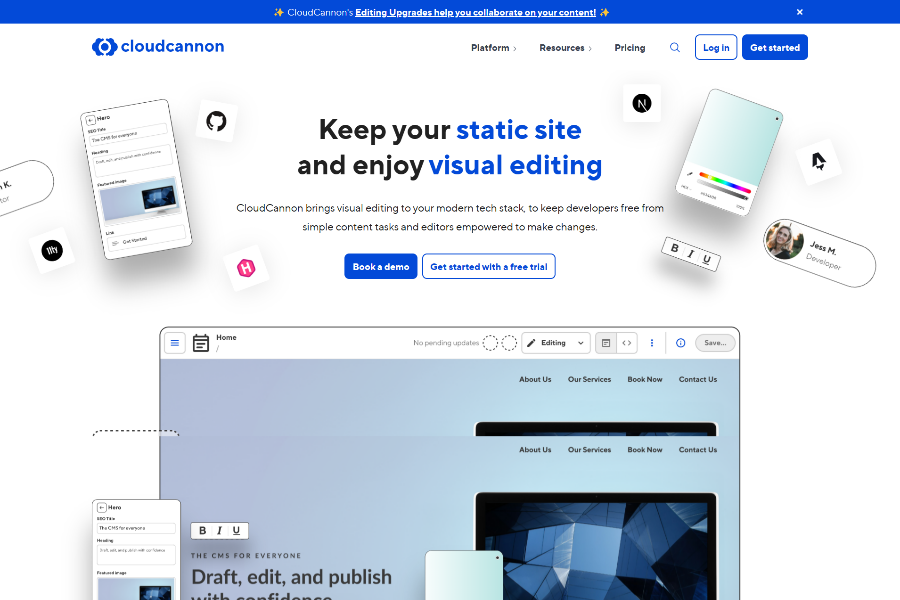 ✨ CloudCannon's Editing Upgrades help you collaborate on your content! ✨
cloudcannon
Platform
Resources
Pricing
Log in
Get started
Hero
SEO Title
The CMS for everyone
Heading
Draft, edit, and publish with confidence
Featured image
Link
Get Started
K.
tor
Keep your static site
and enjoy visual editing
CloudCannon brings visual editing to your modern tech stack, to keep developers free from
simple content tasks and editors empowered to make changes.
Book a demo
Get started with a free trial
B I U
Jess M.
Developer
Home
/
No pending updates
Editing
Save...
About Us
Our Services
Book Now
Contact Us
About Us
Our Services
Book Now
Contact Us
Hero
SEO Title
The CMS for everyone
Heading
Draft, edit, and publish with confidence
Featured image
B I U
THE CMS FOR EVERYONE
Draft, edit, and publish
with confidence